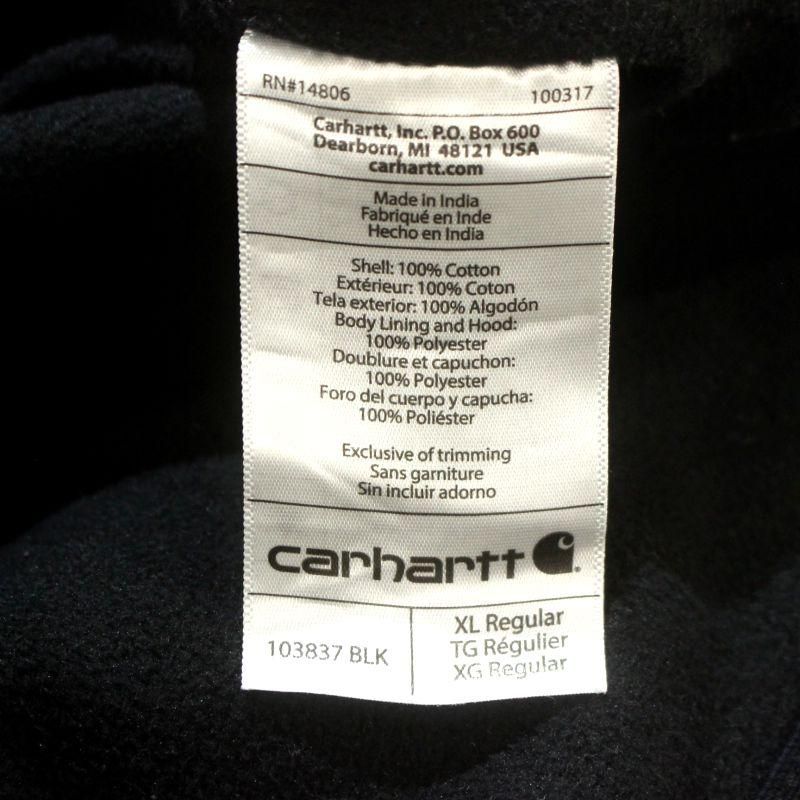 RN#14806 100317
Carhartt, Inc. P.O. Box 600
Dearborn, MI 48121 USA
carhartt.com
Made in India
Fabriqué en Inde
Hecho en India
Shell: 100% Cotton
Extérieur: 100% Coton
Tela exterior: 100% Algodón
Body Lining and Hood:
100% Polyester
Doublure et capuchon:
100% Polyester
Foro del cuerpo y capucha:
100% Poliéster
Exclusive of trimming
Sans garniture
Sin incluir adorno
carhartt
103837 BLK
XL Regular
TG Régulier
XG Regular